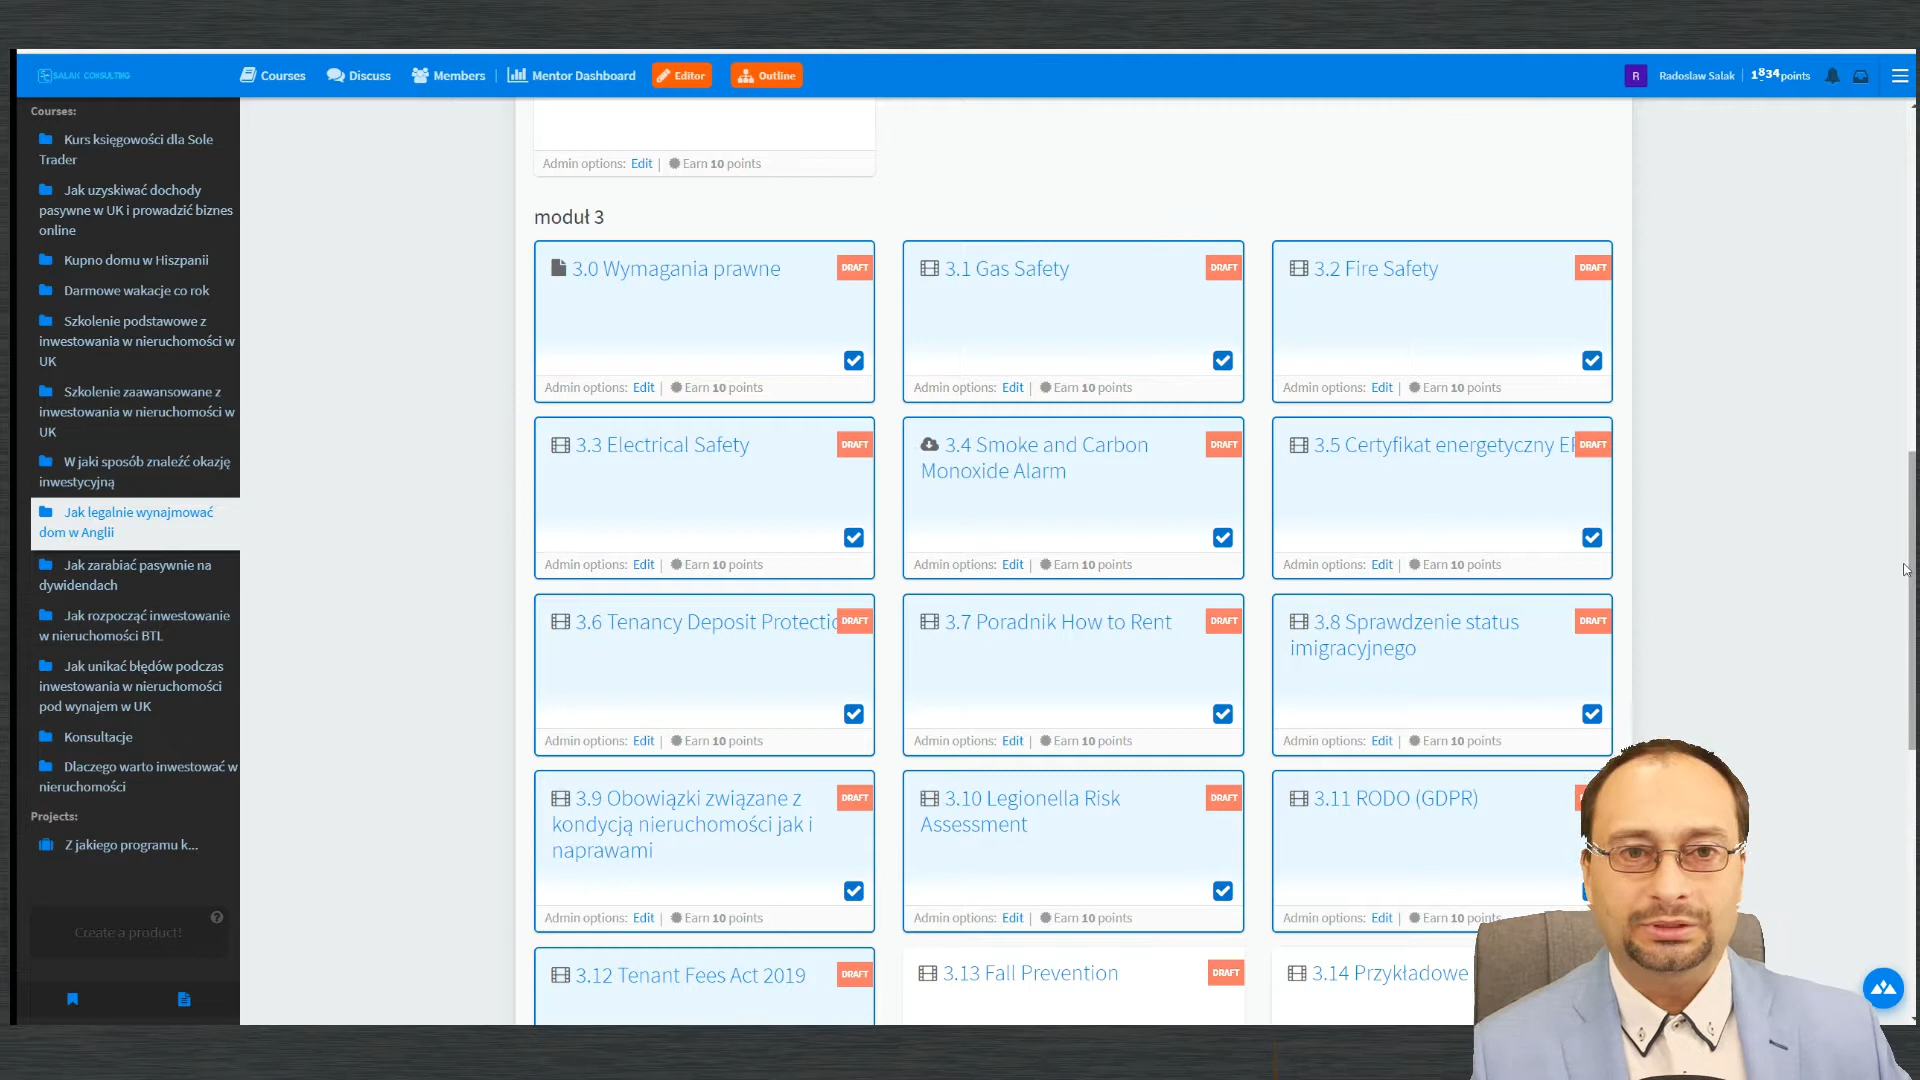 SALAK CONSULTING
Courses
Discuss
Members
Mentor Dashboard
Editor
Outline
R
Radoslaw Salak
1834 points
Courses:
Kurs księgowości dla Sole
Trader
Jak uzyskiwać dochody
pasywne w UK i prowadzić biznes
online
Kupno domu w Hiszpanii
Darmowe wakacje co rok
Szkolenie podstawowe z
inwestowania w nieruchomości w
UK
Szkolenie zaawansowane z
inwestowania w nieruchomości w
UK
W jaki sposób znaleźć okazję
inwestycyjną
Jak legalnie wynajmować
dom w Anglii
Jak zarabiać pasywnie na
dywidendach
Jak rozpocząć inwestowanie
w nieruchomości BTL
Jak unikać błędów podczas
inwestowania w nieruchomości
pod wynajem w UK
Konsultacje
Dlaczego warto inwestować w
nieruchomości
Projects:
Z jakiego programu k...
Create a product!
Admin options: Edit | Earn 10 points
moduł 3
3.0 Wymagania prawne
DRAFT
Admin options: Edit | Earn 10 points
3.1 Gas Safety
DRAFT
Admin options: Edit | Earn 10 points
3.2 Fire Safety
DRAFT
Admin options: Edit | Earn 10 points
3.3 Electrical Safety
DRAFT
Admin options: Edit | Earn 10 points
3.4 Smoke and Carbon
Monoxide Alarm
DRAFT
Admin options: Edit | Earn 10 points
3.5 Certyfikat energetyczny
DRAFT
Admin options: Edit | Earn 10 points
3.6 Tenancy Deposit Protectio
DRAFT
Admin options: Edit | Earn 10 points
3.7 Poradnik How to Rent
DRAFT
Admin options: Edit | Earn 10 points
3.8 Sprawdzenie status
imigracyjnego
DRAFT
Admin options: Edit | Earn 10 points
3.9 Obowiązki związane z
kondycją nieruchomości jak i
naprawami
DRAFT
Admin options: Edit | Earn 10 points
3.10 Legionella Risk
Assessment
DRAFT
Admin options: Edit | Earn 10 points
3.11 RODO (GDPR)
Admin options: Edit | Earn 10 points
3.12 Tenant Fees Act 2019
DRAFT
3.13 Fall Prevention
DRAFT
3.14 Przykładowe